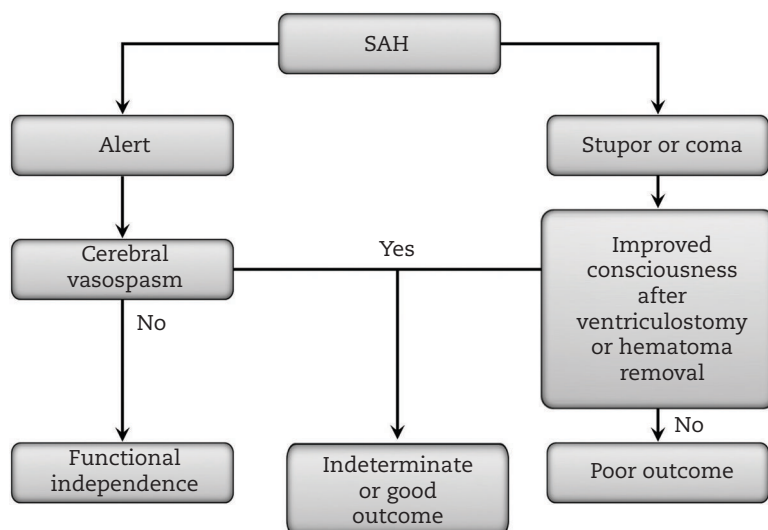 SAH
Alert
Stupor or coma
Cerebral
vasospasm
Yes
Improved
consciousness
after
ventriculostomy
or hematoma
removal
No
No
Functional
independence
Indeterminate
or good
outcome
Poor outcome